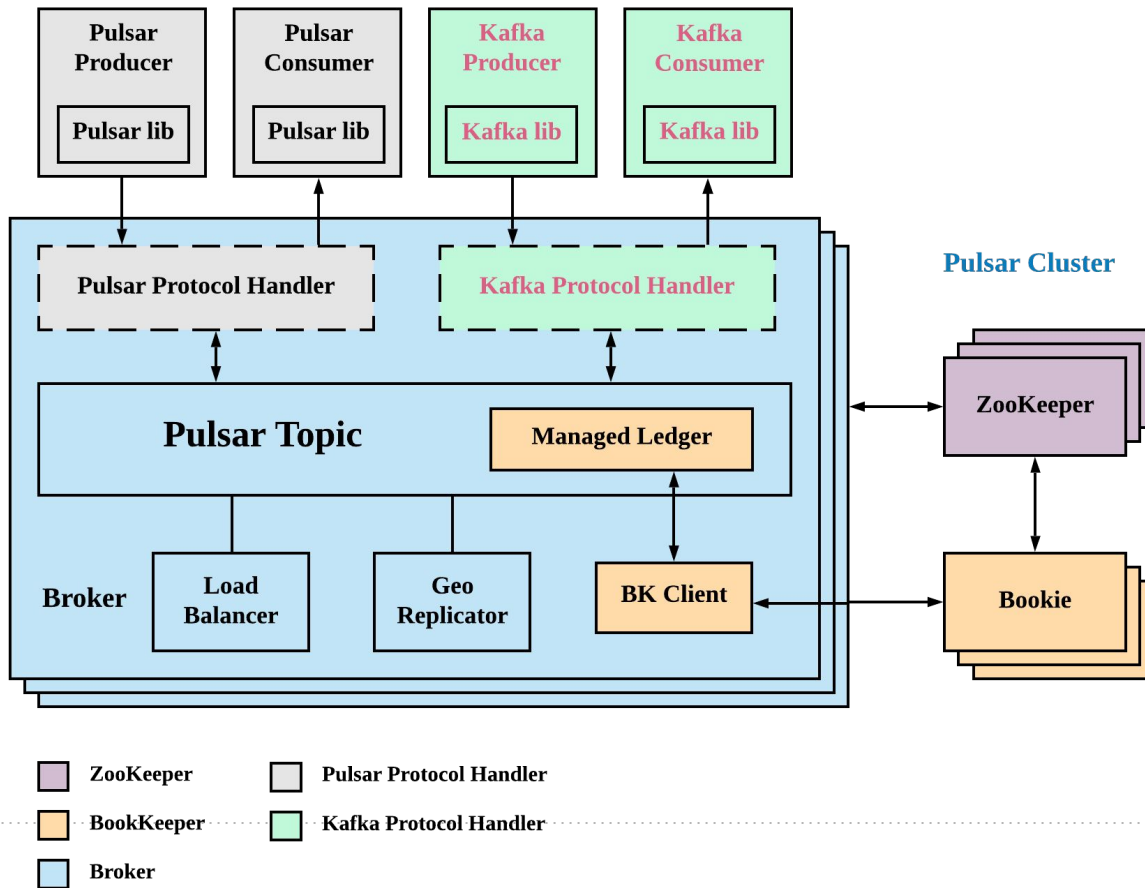 Pulsar
Producer
Pulsar lib
Pulsar
Consumer
Pulsar lib
Kafka
Producer
Kafka lib
Kafka
Consumer
Kafka lib
Pulsar Protocol Handler
Kafka Protocol Handler
Pulsar Cluster
Pulsar Topic
Managed Ledger
ZooKeeper
Broker
Load
Balancer
Geo
Replicator
BK Client
Bookie
ZooKeeper
Pulsar Protocol Handler
BookKeeper
Kafka Protocol Handler
Broker